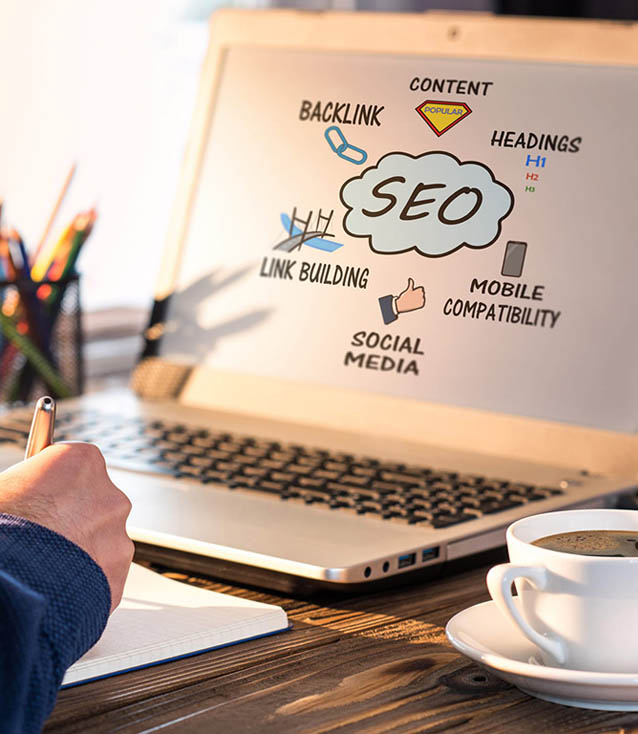 CONTENT
POPULAR
BACKLINK
HEADINGS
H1
H2
H3
SEO
LINK BUILDING
MOBILE
COMPATIBILITY
SOCIAL
MEDIA